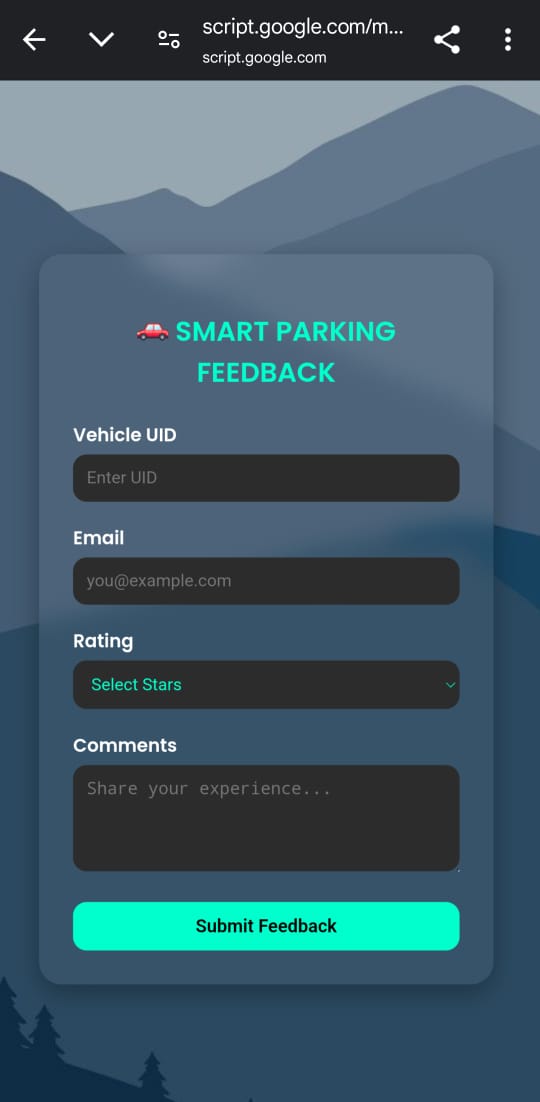 script.google.com/m...
script.google.com
🚗 SMART PARKING
FEEDBACK
Vehicle UID
Enter UID
Email
you@example.com
Rating
Select Stars
Comments
Share your experience...
Submit Feedback